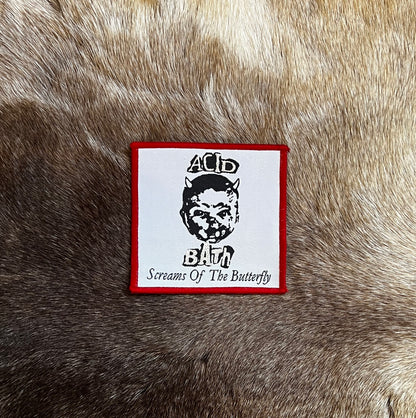 ACID
BATh
Screams Of The Butterfly